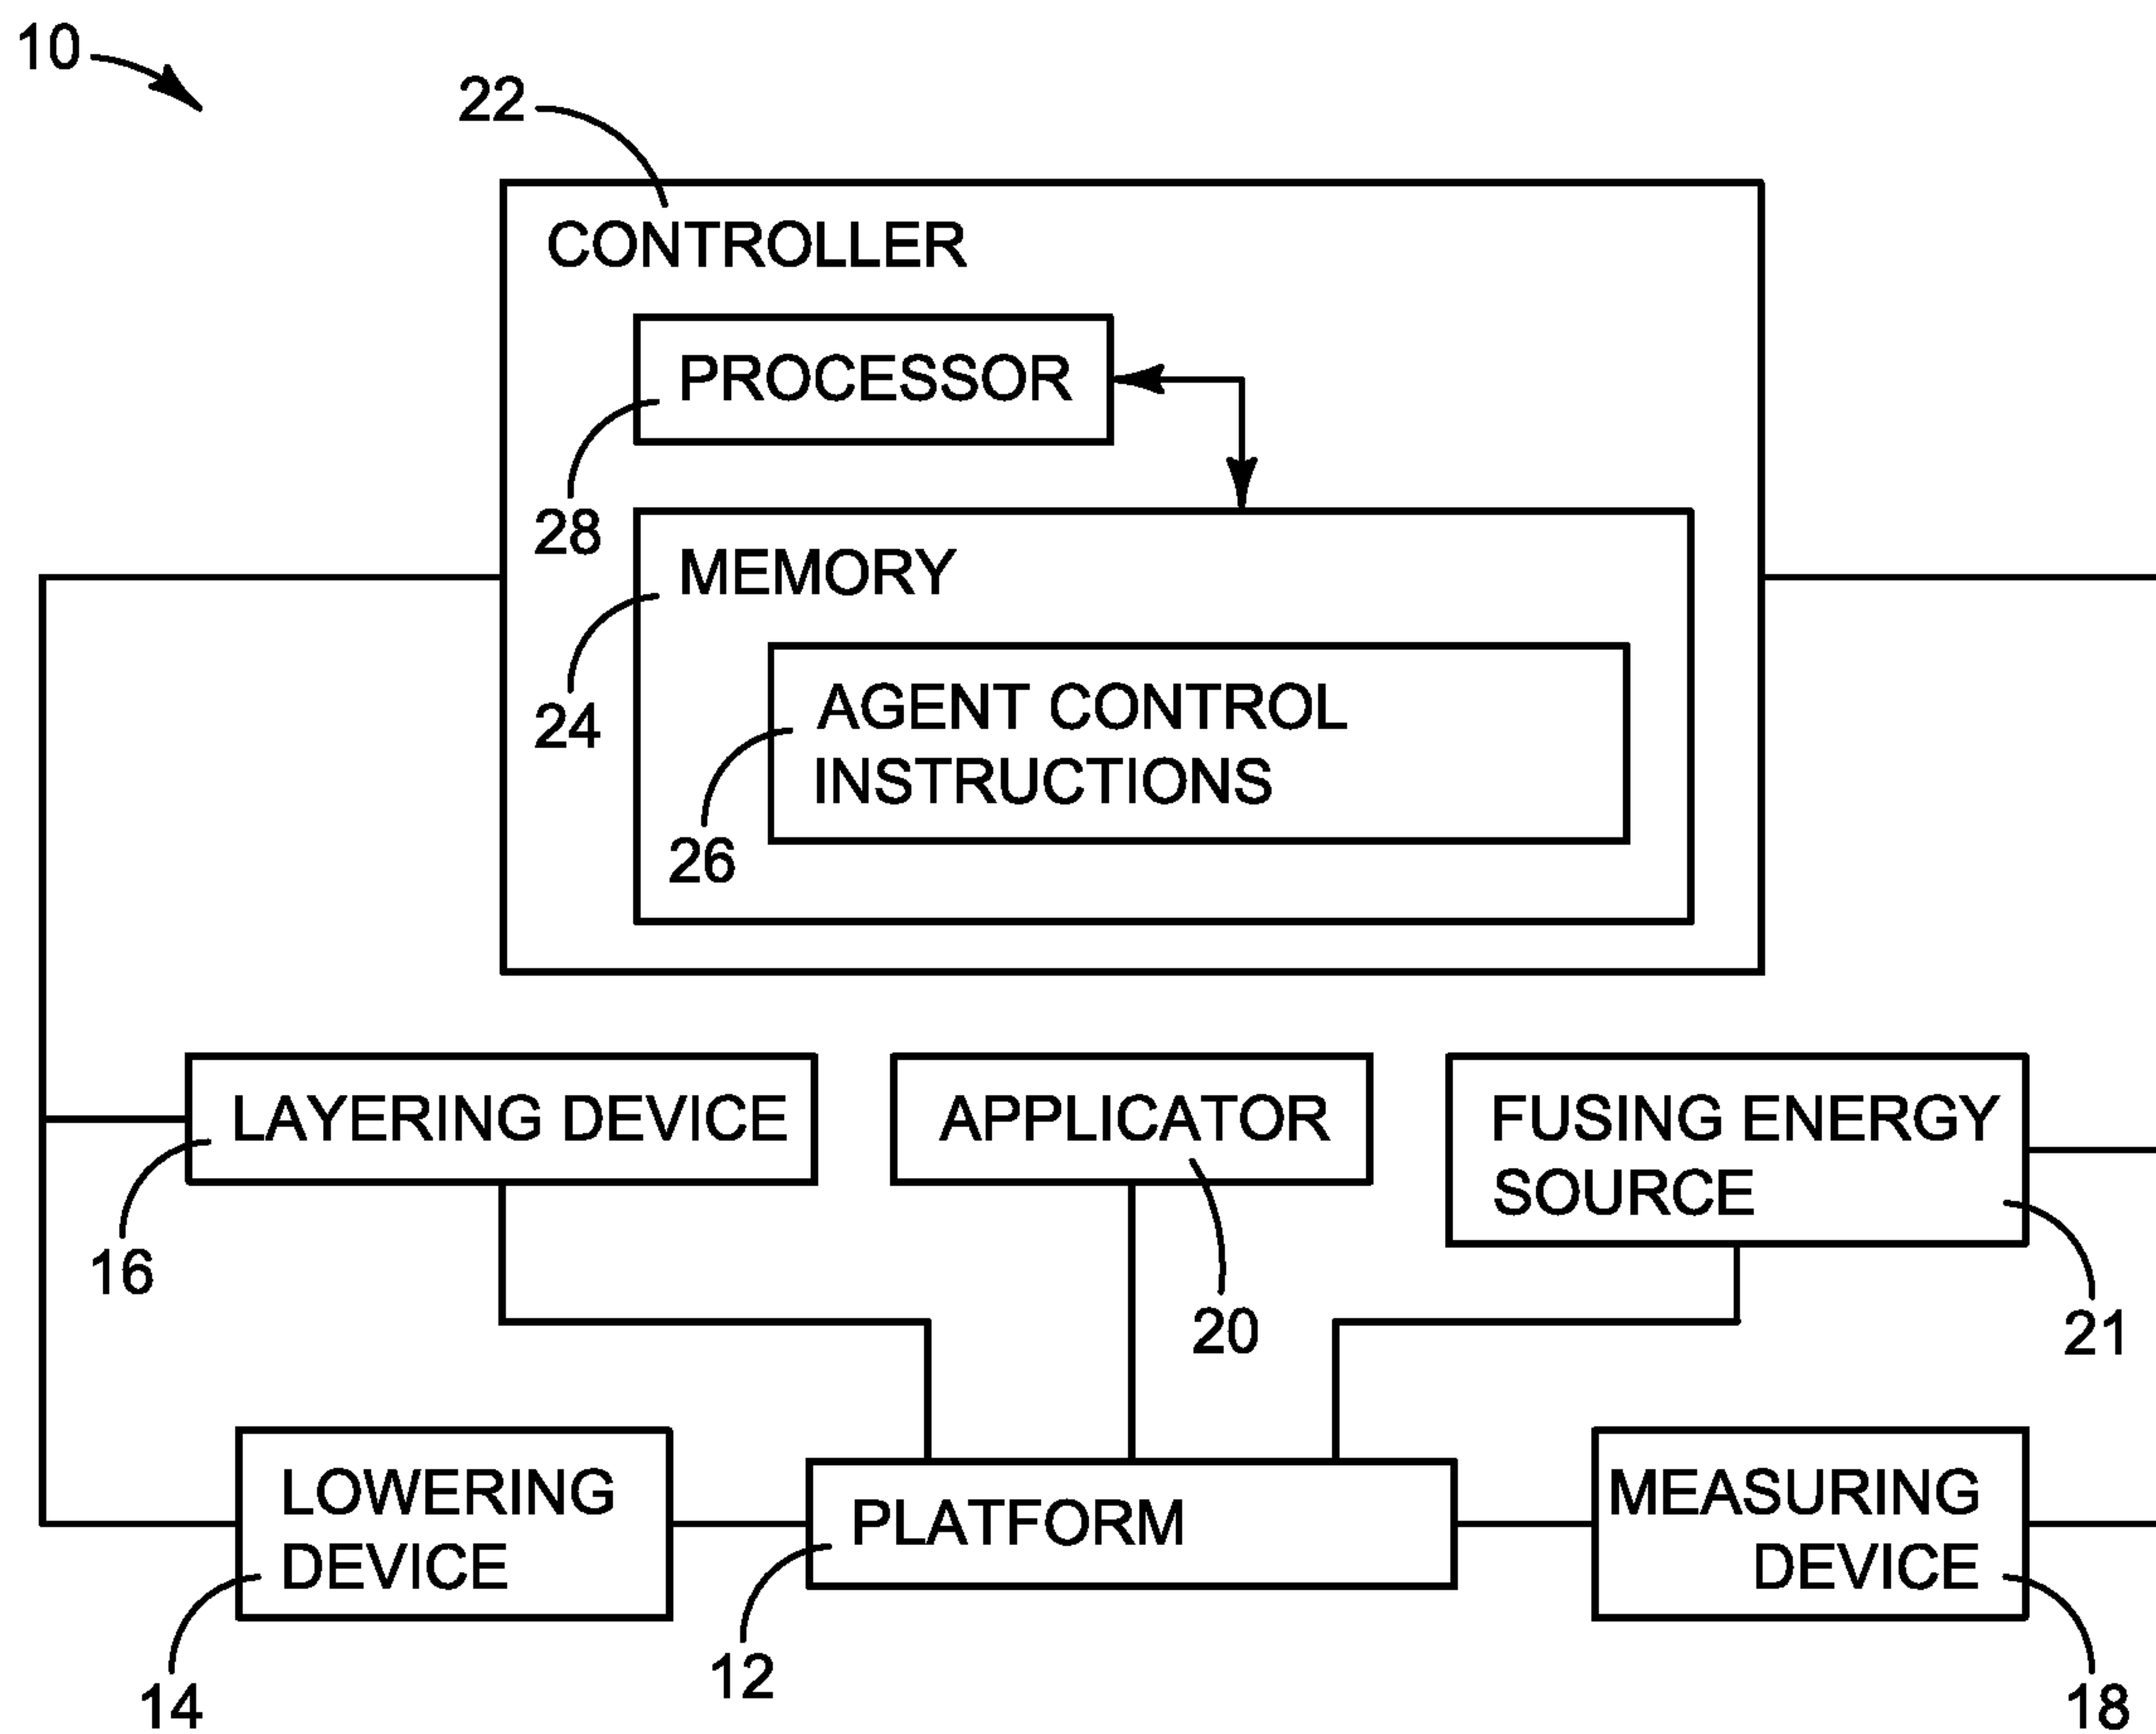 10
22
CONTROLLER
PROCESSOR
28
MEMORY
24
AGENT CONTROL
INSTRUCTIONS
26
LAYERING DEVICE
16
APPLICATOR
20
FUSING ENERGY
SOURCE
21
LOWERING
DEVICE
14
PLATFORM
12
MEASURING
DEVICE
18